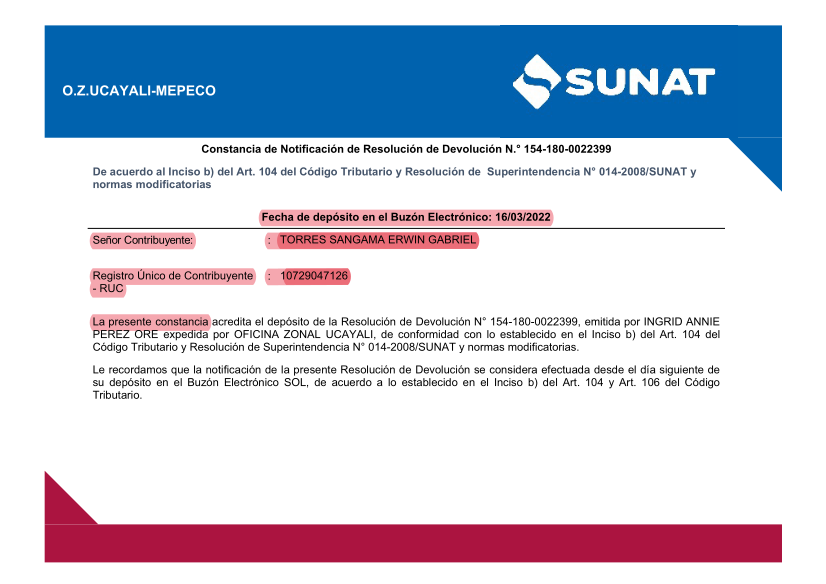 O.Z.UCAYALI-MEPECO
SUNAT
Constancia de Notificación de Resolución de Devolución N.° 154-180-0022399
De acuerdo al Inciso b) del Art. 104 del Código Tributario y Resolución de Superintendencia N° 014-2008/SUNAT y
normas modificatorias
Fecha de depósito en el Buzón Electrónico: 16/03/2022
Señor Contribuyente: : TORRES SANGAMA ERWIN GABRIEL
Registro Único de Contribuyente : 10729047126
- RUC
La presente constancia acredita el depósito de la Resolución de Devolución N° 154-180-0022399, emitida por INGRID ANNIE
PEREZ ORE expedida por OFICINA ZONAL UCAYALI, de conformidad con lo establecido en el Inciso b) del Art. 104 del
Código Tributario y Resolución de Superintendencia N° 014-2008/SUNAT y normas modificatorias.
Le recordamos que la notificación de la presente Resolución de Devolución se considera efectuada desde el día siguiente de
su depósito en el Buzón Electrónico SOL, de acuerdo a lo establecido en el Inciso b) del Art. 104 y Art. 106 del Código
Tributario.